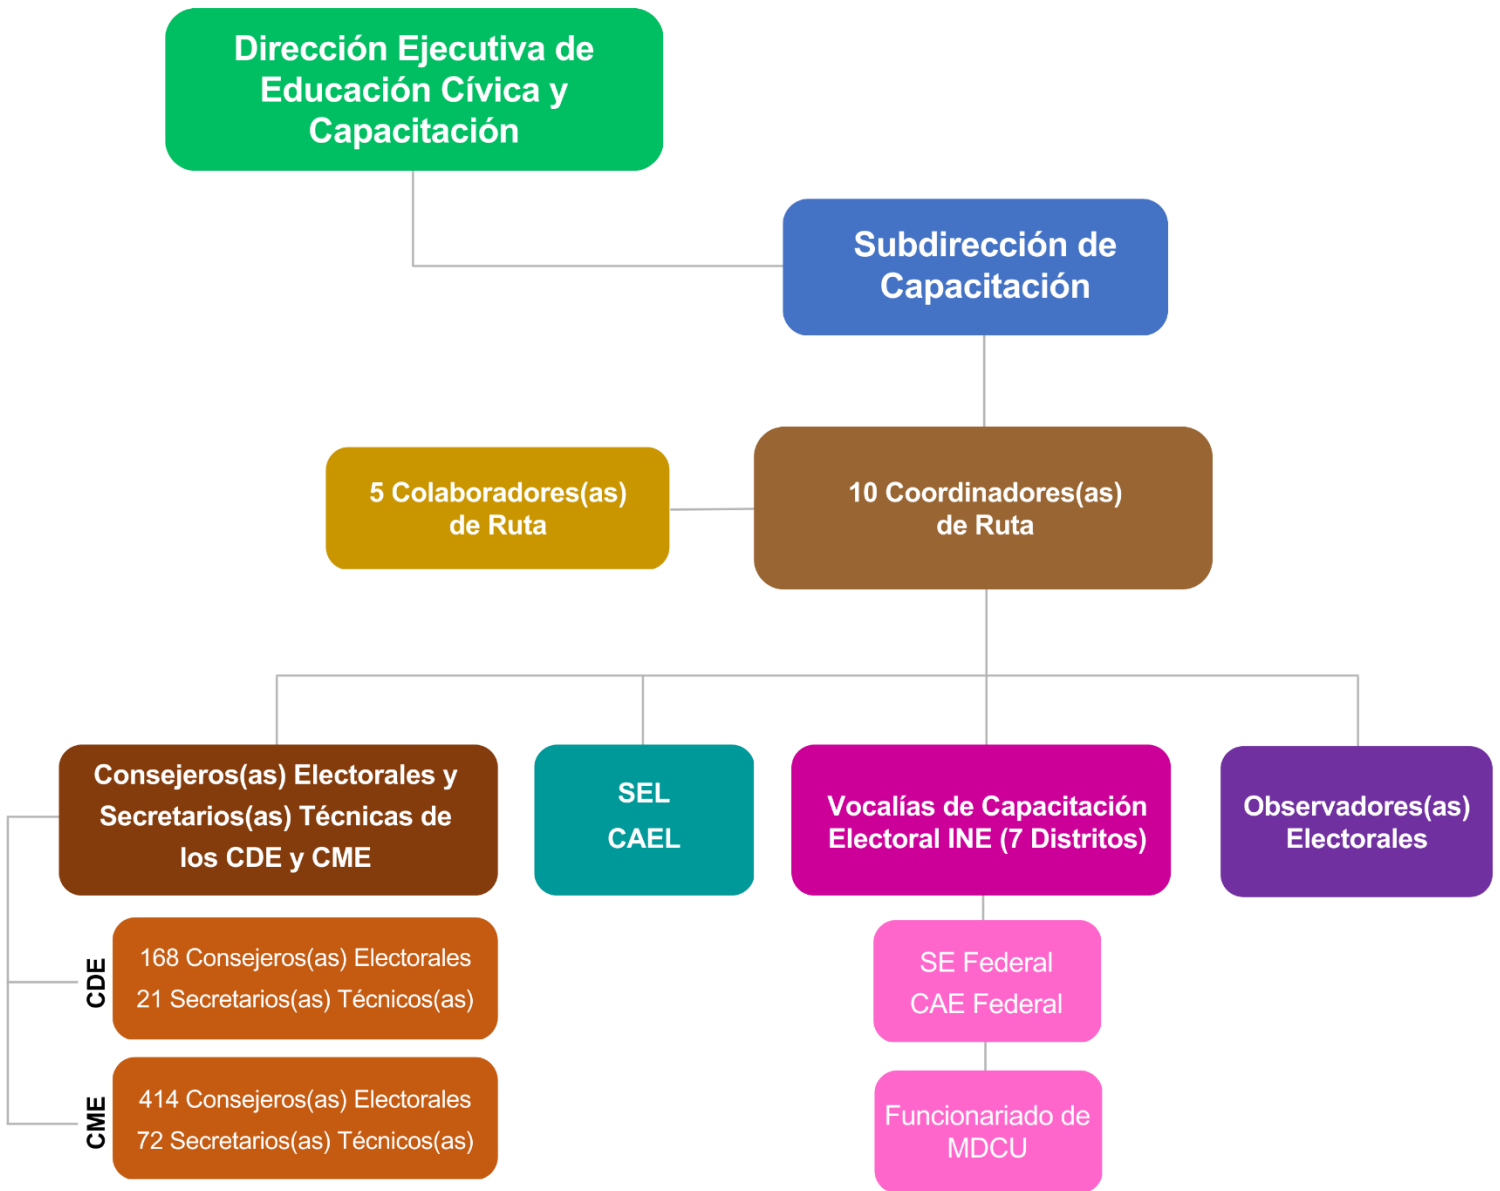 Dirección Ejecutiva de
Educación Cívica y
Capacitación
Subdirección de
Capacitación
5 Colaboradores(as)
de Ruta
10 Coordinadores(as)
de Ruta
Consejeros(as) Electorales y
Secretarios(as) Técnicas de
los CDE y CME
SEL
CAEL
Vocalías de Capacitación
Electoral INE (7 Distritos)
Observadores(as)
Electorales
CDE
168 Consejeros(as) Electorales
21 Secretarios(as) Técnicos(as)
SE Federal
CAE Federal
CME
414 Consejeros(as) Electorales
72 Secretarios(as) Técnicos(as)
Funcionariado de
MDCU